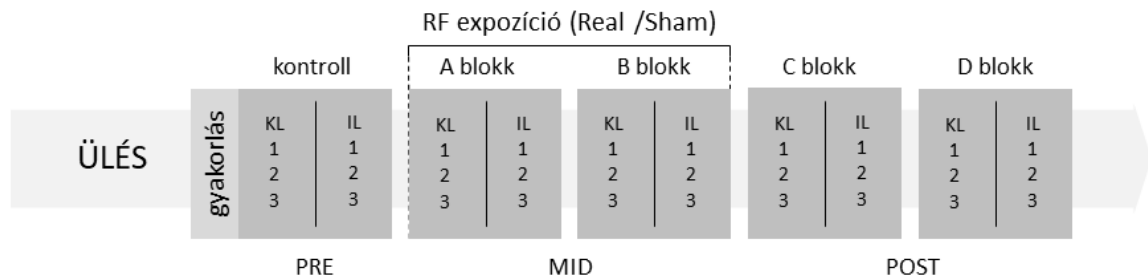 RF expozíció (Real /Sham)
kontroll A blokk B blokk C blokk D blokk
ÜLÉS
gyakorlás
KL IL KL IL KL IL KL IL KL IL
1 1 1 1 1 1 1 1 1 1
2 2 2 2 2 2 2 2 2 2
3 3 3 3 3 3 3 3 3 3
PRE MID POST